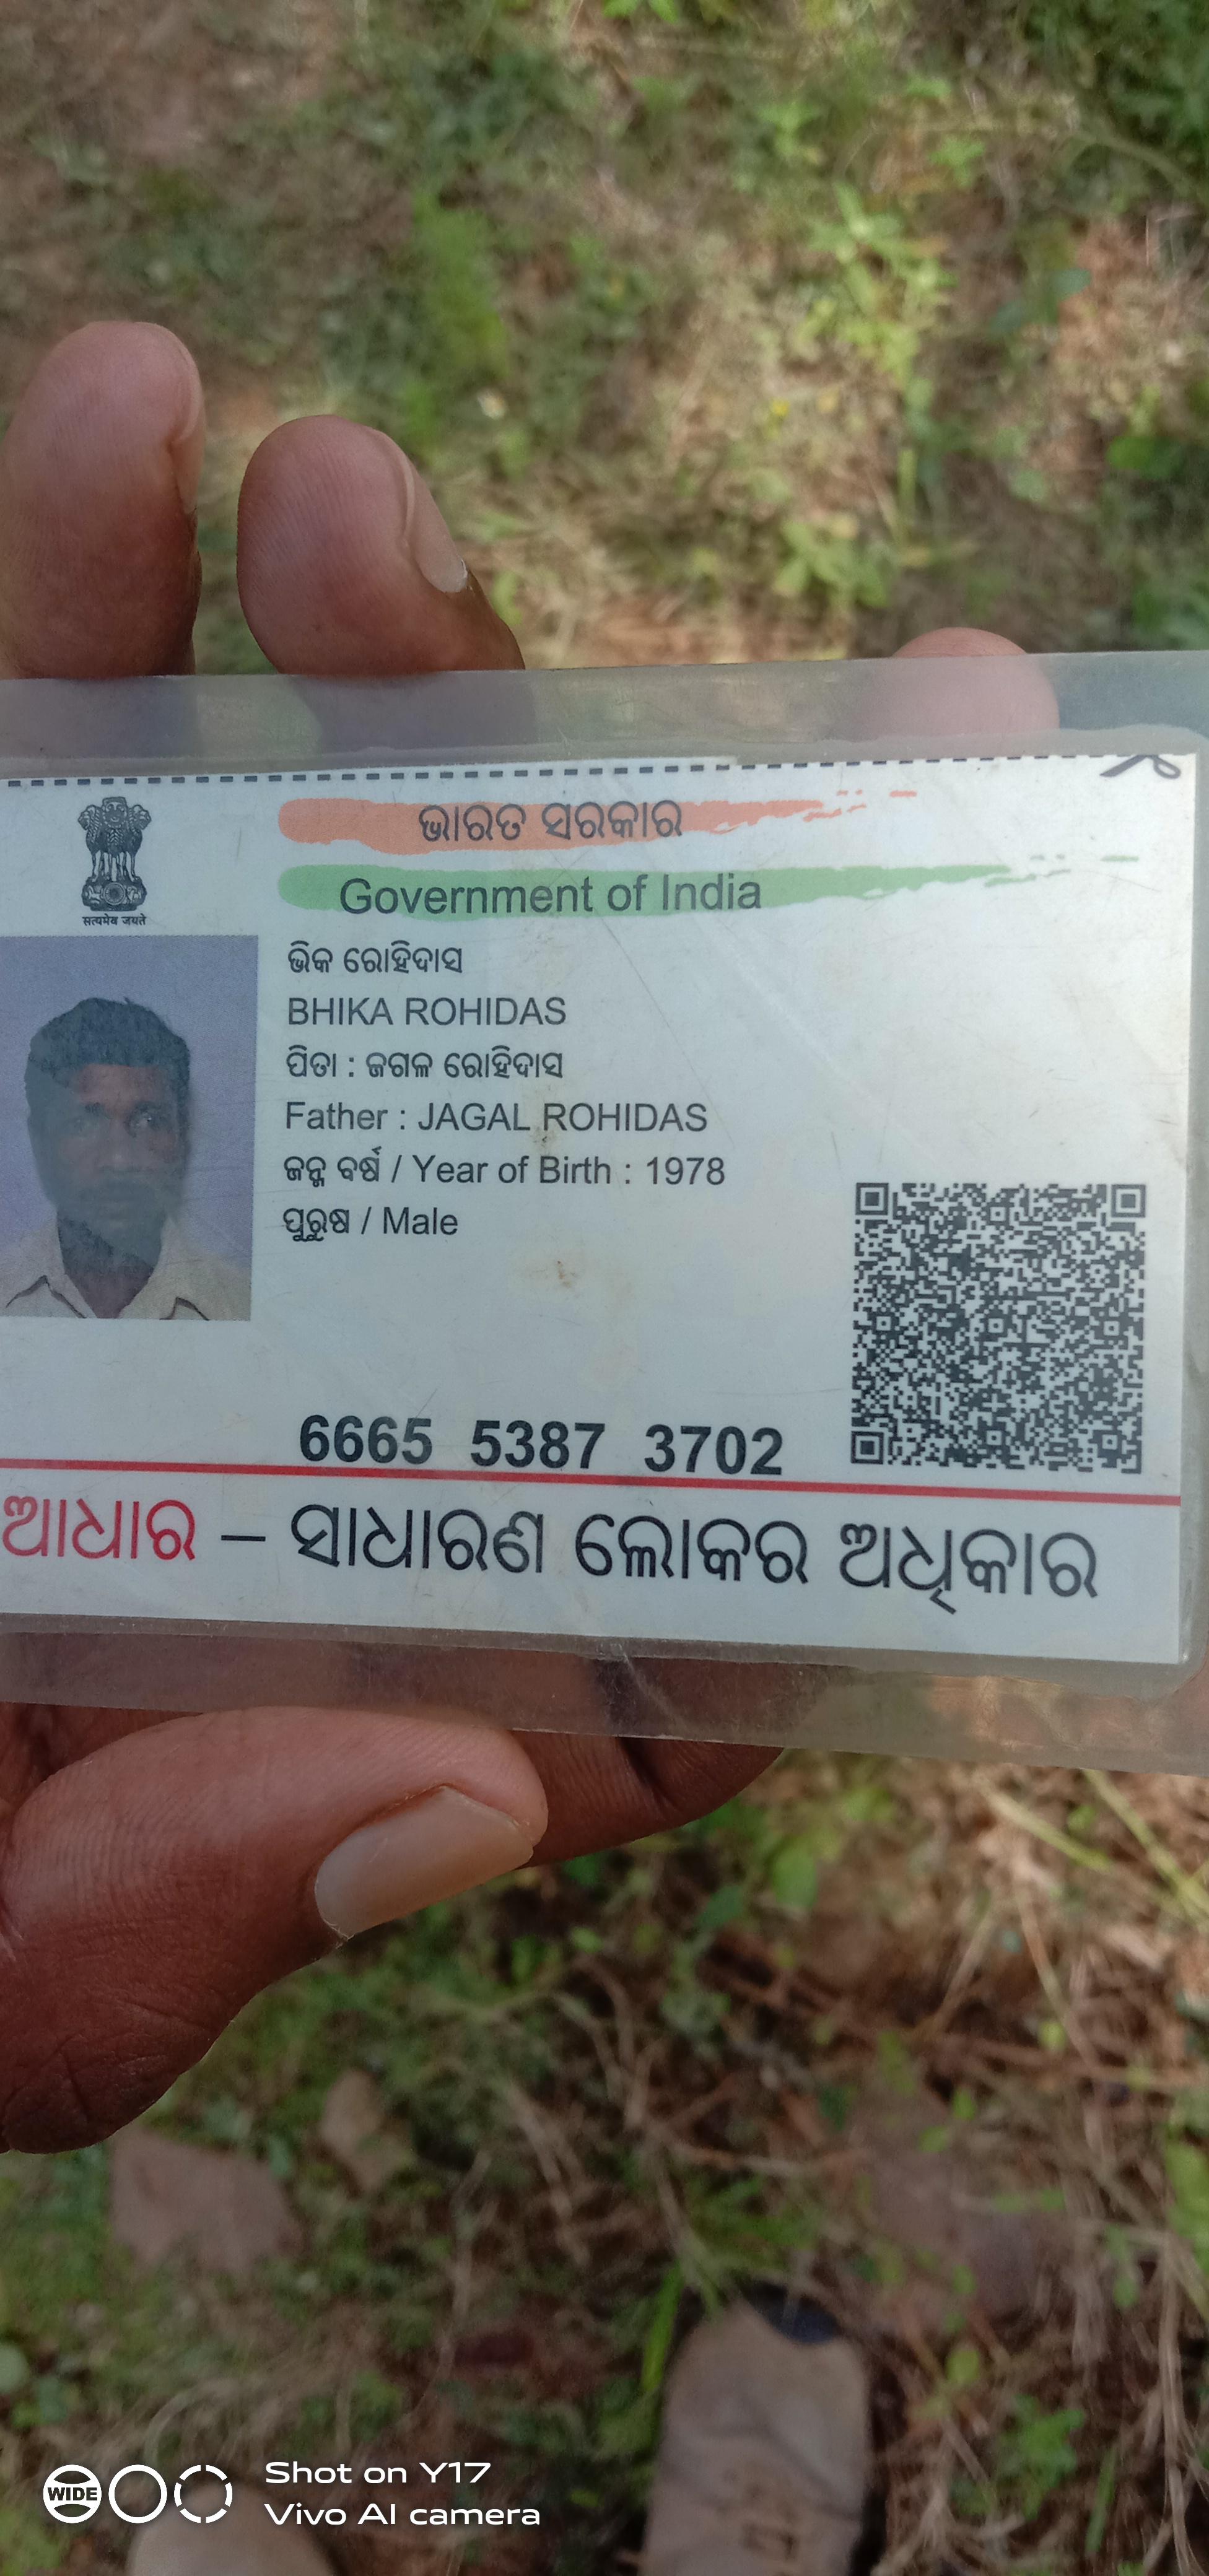 ଭାରତ ସରକାର
Government of India
सत्यमेव जयते
ଭିକ ରୋହିଦାସ
BHIKA ROHIDAS
ପିତା : ଜଗଲ ରୋହିଦାସ
Father : JAGAL ROHIDAS
ଜନ୍ମ ବର୍ଷ / Year of Birth : 1978
ପୁରୁଷ / Male
6665 5387 3702
ଆଧାର – ସାଧାରଣ ଲୋକର ଅଧିକାର
WIDE
Shot on Y17
Vivo AI camera